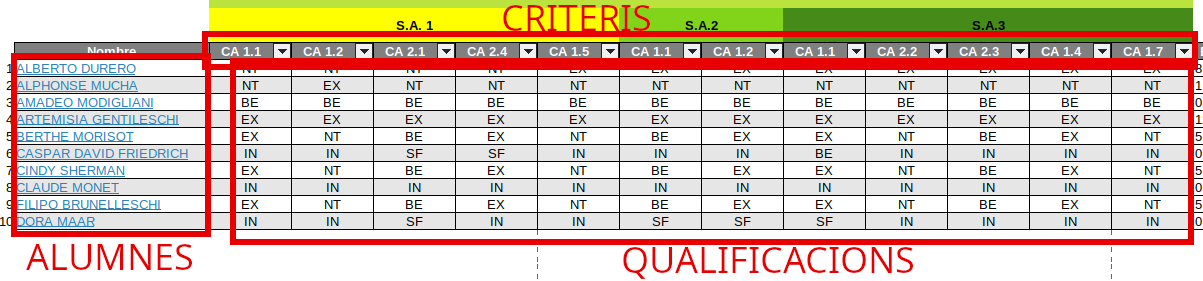 S.A. 1 CRITERIS S.A.2 S.A.3
Nombre CA 1.1 CA 1.2 CA 2.1 CA 2.4 CA 1.5 CA 1.1 CA 1.2 CA 1.1 CA 2.2 CA 2.3 CA 1.4 CA 1.7
1 ALBERTO DURERO NT NT NT NT EX EX EX EX EX EX EX EX 8
2 ALPHONSE MUCHA NT EX NT NT NT NT NT NT NT NT NT NT 1
3 AMADEO MODIGLIANI BE BE BE BE BE BE BE BE BE BE BE BE 0
4 ARTEMISIA GENTILESCHI EX EX EX EX EX EX EX EX EX EX EX EX 1
5 BERTHE MORISOT EX NT BE EX NT BE EX EX NT BE EX NT 5
6 CASPAR DAVID FRIEDRICH IN IN SF SF IN IN IN BE IN IN IN IN 0
7 CINDY SHERMAN EX NT BE EX NT BE EX EX NT BE EX NT 5
8 CLAUDE MONET IN IN IN IN IN IN IN IN IN IN IN IN 0
9 FILIPO BRUNELLESCHI EX NT BE EX NT BE EX EX NT BE EX NT 5
10 DORA MAAR IN IN SF IN IN SF SF SF IN IN IN IN 0
ALUMNES QUALIFICACIONS